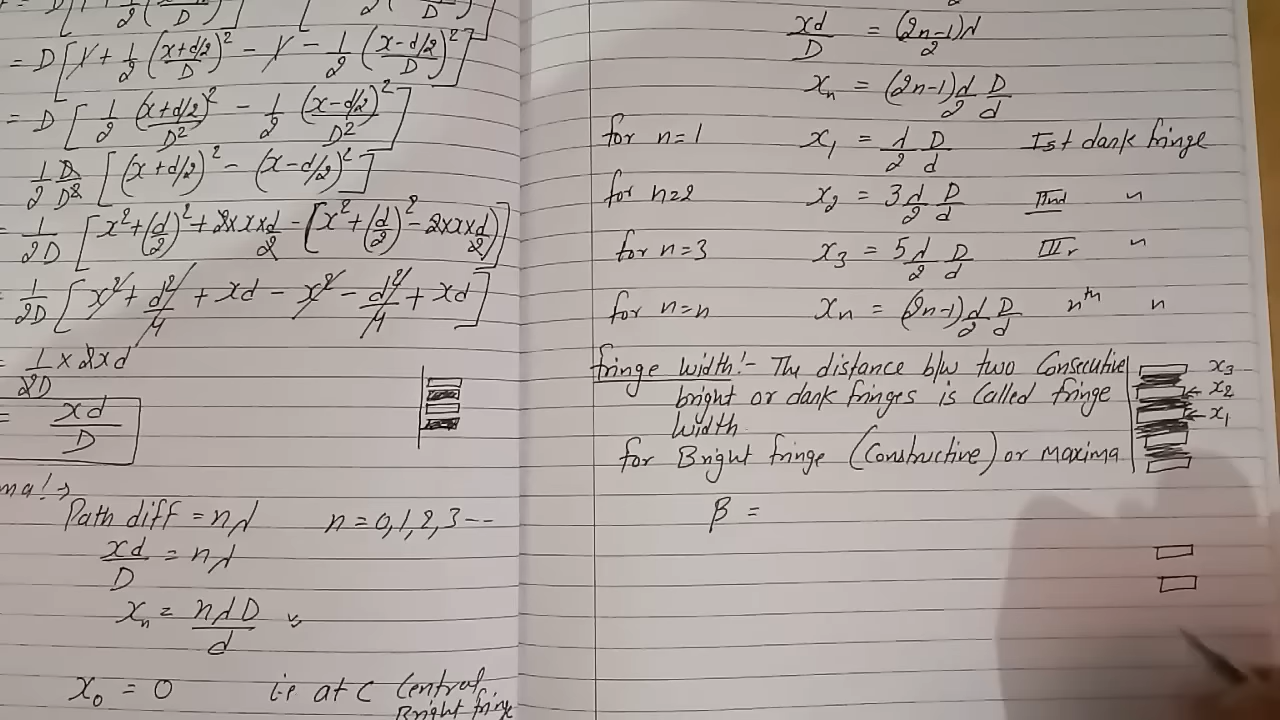 = D [1 + 1/2 (x+d/2 / D)² - 1 - 1/2 (x-d/2 / D)²]
= D [1/2 (x+d/2)²/D² - 1/2 (x-d/2)²/D²]
1/2 D/D² [(x+d/2)² - (x-d/2)²]
= 1/2D [x²+(d/2)²+2×x×d/2 - [x²+(d/2)²-2×x×d/2)]
= 1/2D [x²+d²/4 + xd - x² - d²/4 + xd]
= 1/2D × 2xd
= xd/D
ma:→
Path diff = nλ n = 0,1,2,3--
xd/D = nλ
xₙ = nλD/d
x₀ = 0 i.e at C Central
Bright fringe
xd/D = (2n-1)λ/2
xₙ = (2n-1)λ/2 D/d
for n=1 x₁ = λ/2 D/d Ist dark fringe
for n=2 x₂ = 3λ/2 D/d IInd "
for n=3 x₃ = 5λ/2 D/d IIIr "
for n=n xₙ = (2n-1)λ/2 D/d nᵗʰ "
fringe width:- The distance b/w two Consecutive
bright or dark fringes is Called fringe
width
for Bright fringe (Constructive) or maxima
β =
x₃
x₂
x₁